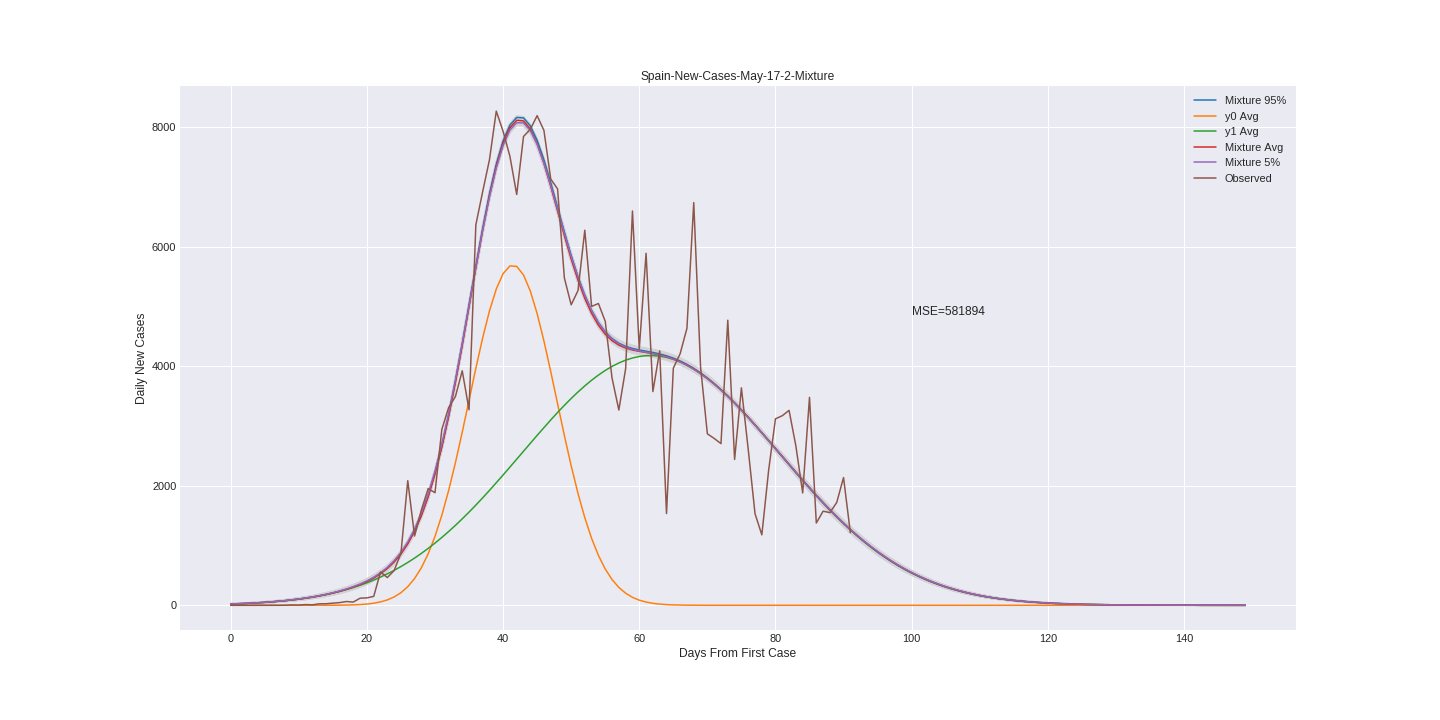 Spain-New-Cases-May-17-2-Mixture
Mixture 95%
y0 Avg
y1 Avg
Mixture Avg
Mixture 5%
Observed
MSE=581894
Daily New Cases
8000
6000
4000
2000
0
0 20 40 60 80 100 120 140
Days From First Case